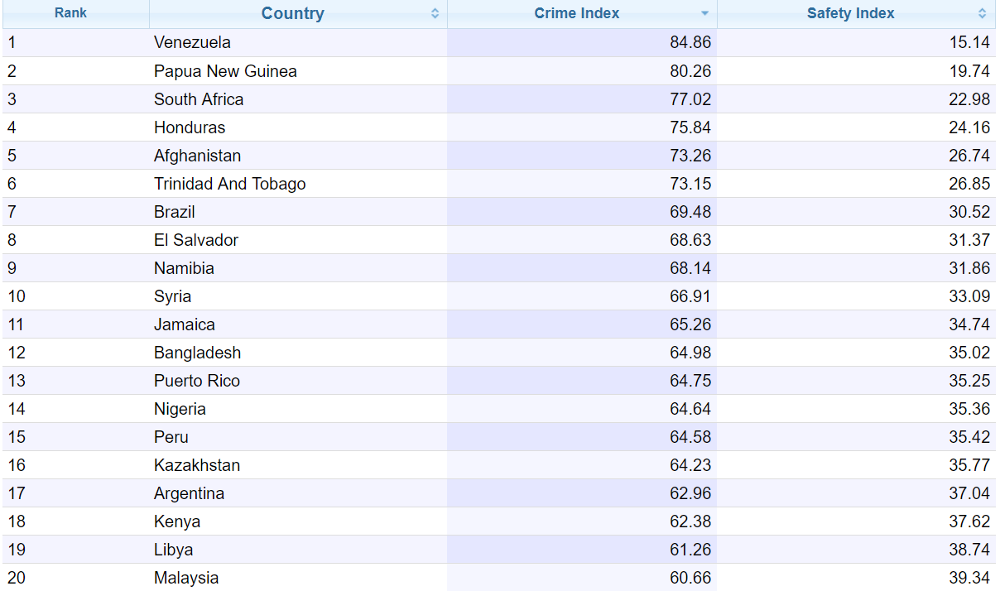 Rank Country Crime Index Safety Index
1 Venezuela 84.86 15.14
2 Papua New Guinea 80.26 19.74
3 South Africa 77.02 22.98
4 Honduras 75.84 24.16
5 Afghanistan 73.26 26.74
6 Trinidad And Tobago 73.15 26.85
7 Brazil 69.48 30.52
8 El Salvador 68.63 31.37
9 Namibia 68.14 31.86
10 Syria 66.91 33.09
11 Jamaica 65.26 34.74
12 Bangladesh 64.98 35.02
13 Puerto Rico 64.75 35.25
14 Nigeria 64.64 35.36
15 Peru 64.58 35.42
16 Kazakhstan 64.23 35.77
17 Argentina 62.96 37.04
18 Kenya 62.38 37.62
19 Libya 61.26 38.74
20 Malaysia 60.66 39.34